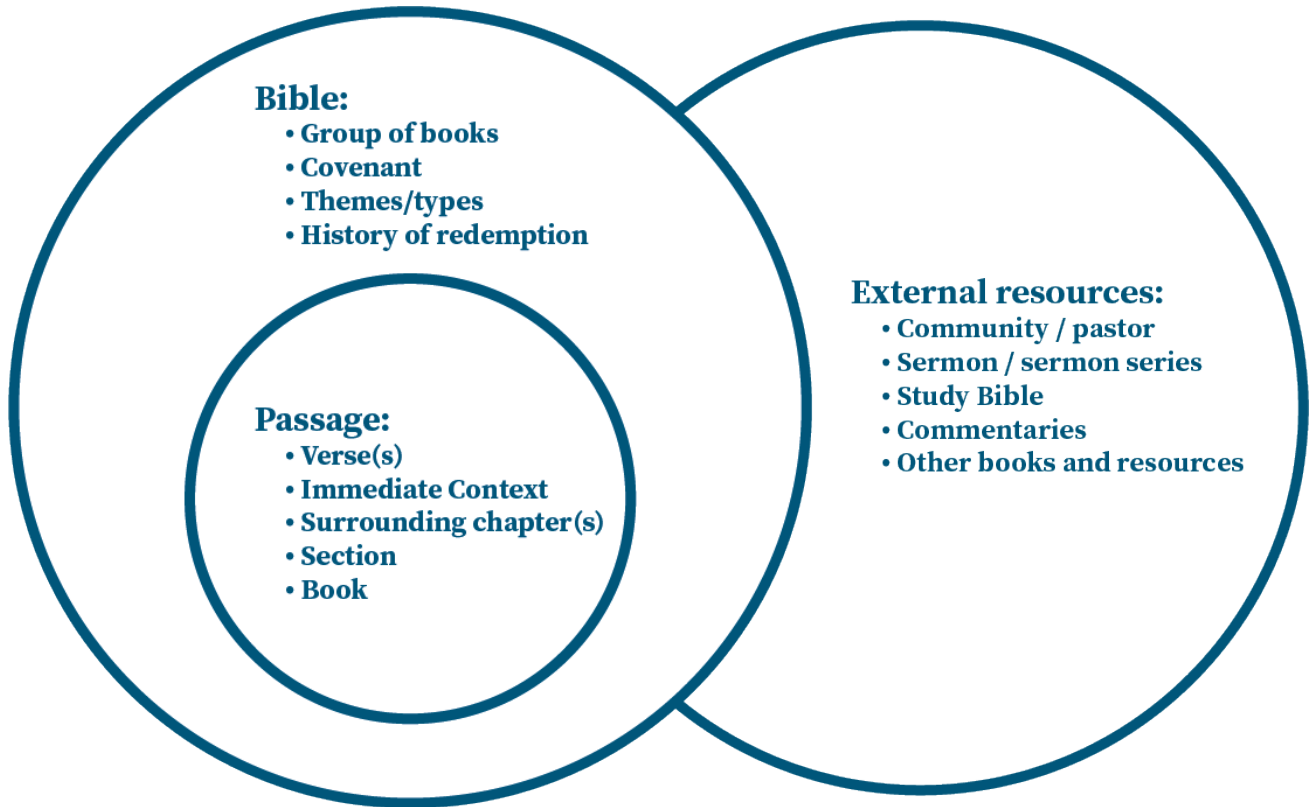 Bible:
• Group of books
• Covenant
• Themes/types
• History of redemption
Passage:
• Verse(s)
• Immediate Context
• Surrounding chapter(s)
• Section
• Book
External resources:
• Community / pastor
• Sermon / sermon series
• Study Bible
• Commentaries
• Other books and resources